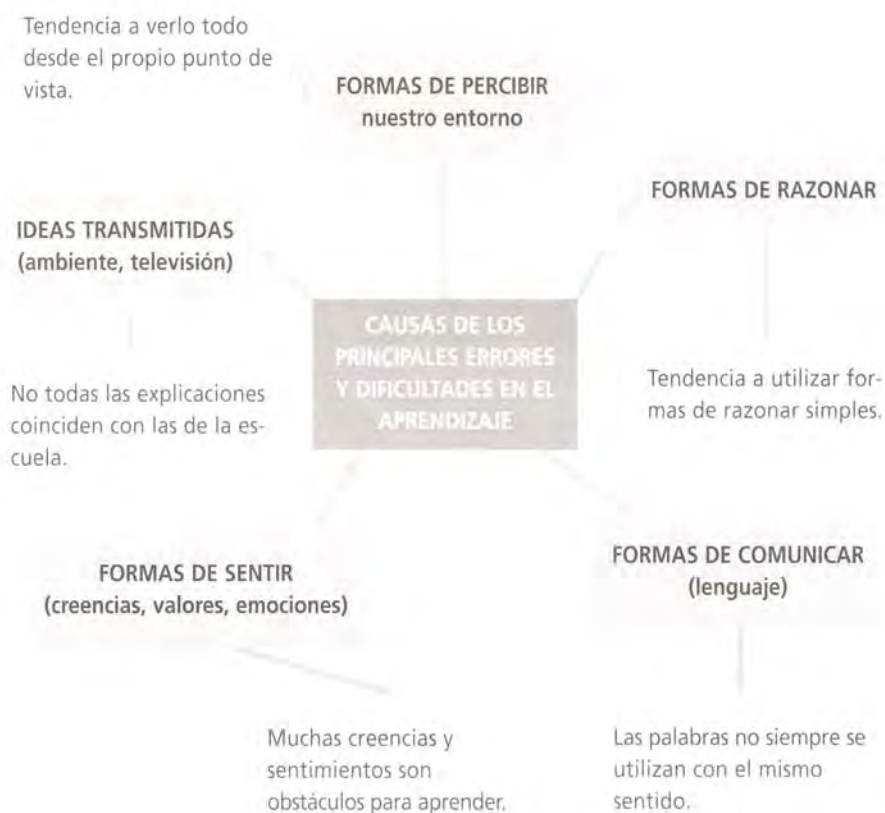 Tendencia a verlo todo
desde el propio punto de
vista.
FORMAS DE PERCIBIR
nuestro entorno
FORMAS DE RAZONAR
IDEAS TRANSMITIDAS
(ambiente, televisión)
CAUSAS DE LOS
PRINCIPALES ERRORES
Y DIFICULTADES EN EL
APRENDIZAJE
No todas las explicaciones
coinciden con las de la es-
cuela.
Tendencia a utilizar for-
mas de razonar simples.
FORMAS DE SENTIR
(creencias, valores, emociones)
FORMAS DE COMUNICAR
(lenguaje)
Muchas creencias y
sentimientos son
obstáculos para aprender.
Las palabras no siempre se
utilizan con el mismo
sentido.